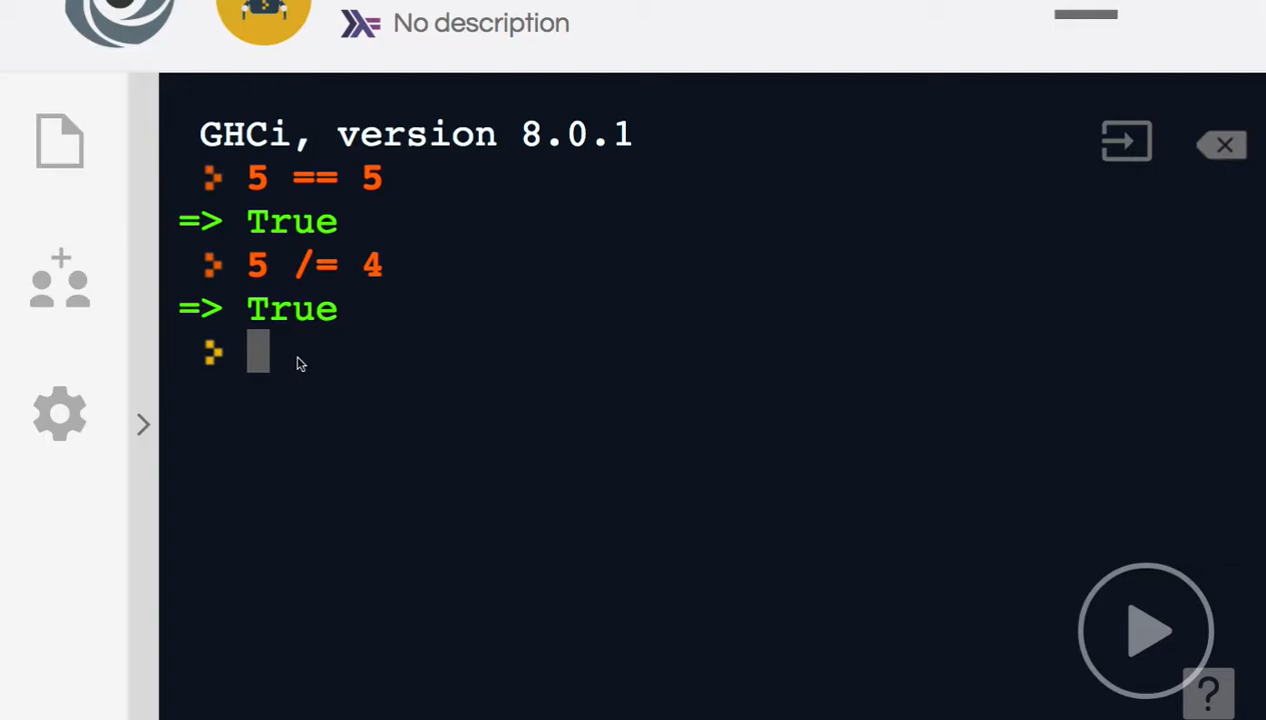 No description
GHCi, version 8.0.1
5 == 5
=> True
5 /= 4
=> True
?